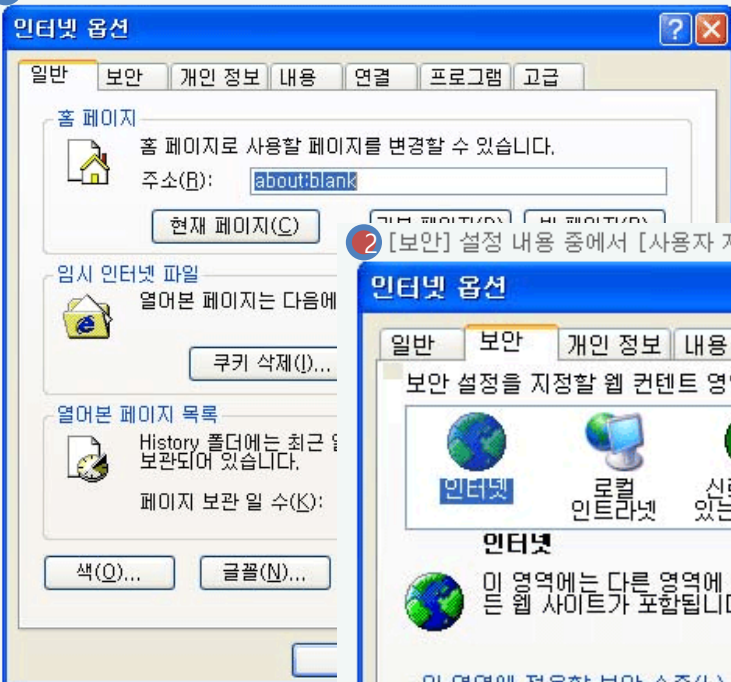 인터넷 옵션
일반 보안 개인 정보 내용 연결 프로그램 고급
홈 페이지
홈 페이지로 사용할 페이지를 변경할 수 있습니다.
주소(R): about:blank
현재 페이지(C)
임시 인터넷 파일
열어본 페이지는 다음에
쿠키 삭제(I)...
열어본 페이지 목록
History 폴더에는 최근
보관되어 있습니다.
페이지 보관 일 수(K):
색(O)... 글꼴(N)...
2 [보안] 설정 내용 중에서 [사용자
인터넷 옵션
일반 보안 개인 정보 내용
보안 설정을 지정할 웹 컨텐트
인터넷
로컬
인트라넷
있는
인터넷
이 영역에는 다른 영역에
든 웹 사이트가 포함됩니다